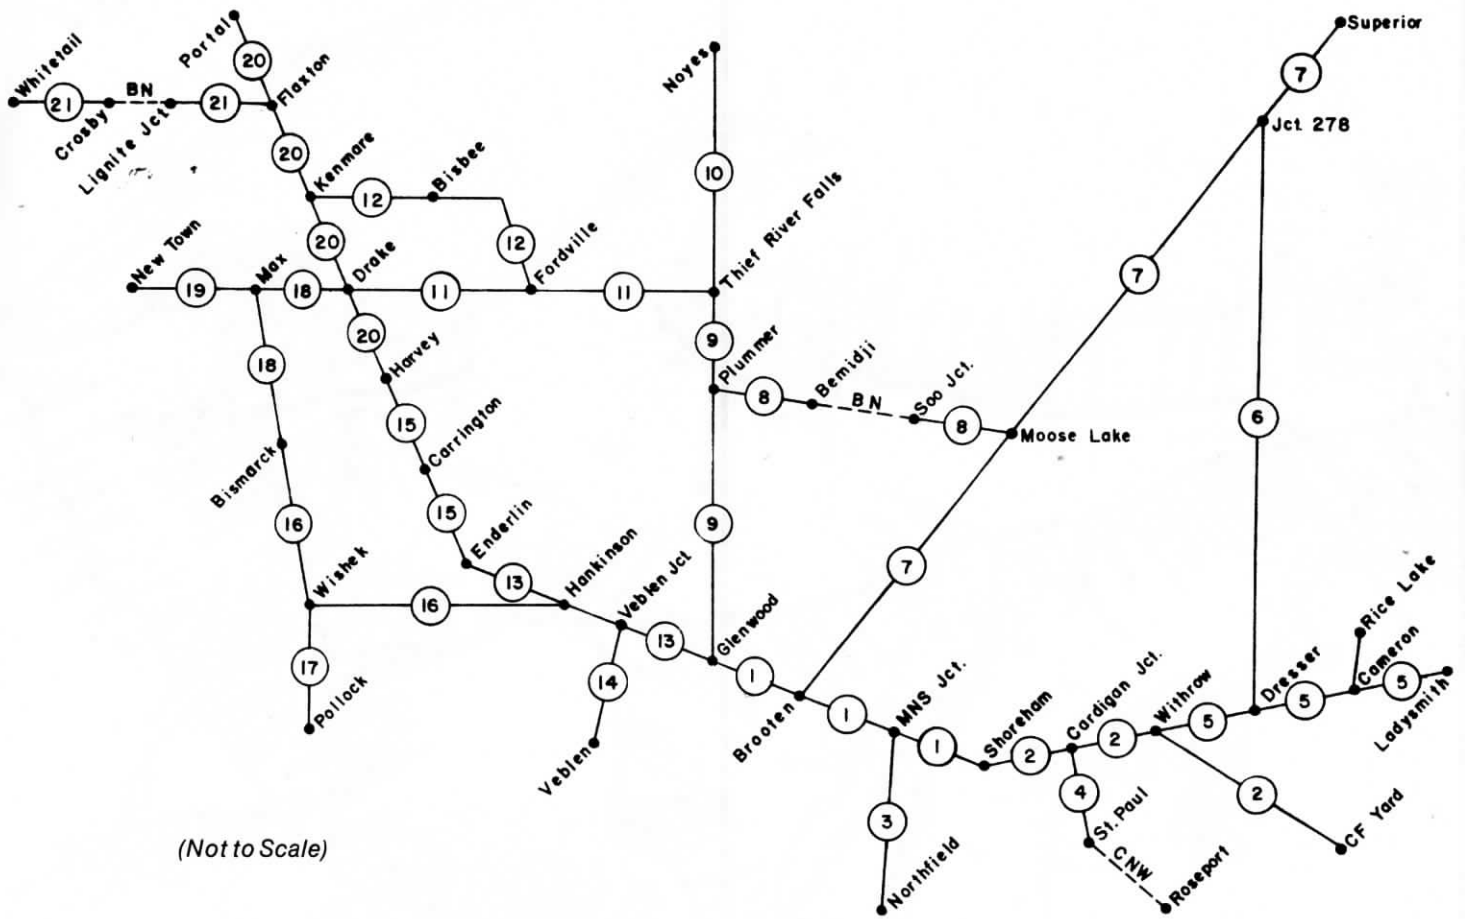 Portal
20
Whitetail
21
Crosby
BN
Lignite Jct
21
Flaxton
20
Kenmare
12
Bisbee
12
20
New Town
19
Max
18
Drake
11
Fordville
11
Noyes
10
Thief River Falls
9
Plummer
8
Bemidji
BN
Soo Jct.
8
Moose Lake
7
Superior
7
Jct. 278
6
7
18
Bismarck
16
Wishek
16
17
Pollock
20
Harvey
15
Carrington
15
Enderlin
13
Hankinson
Veblen Jct
14
Veblen
13
9
Glenwood
1
Brooten
1
MNS Jct.
3
Northfield
1
Shoreham
2
Cardigan Jct.
4
St. Paul
CNW
Roseport
2
Withrow
2
CF Yard
5
Dresser
5
Rice Lake
Cameron
5
Ladysmith
(Not to Scale)